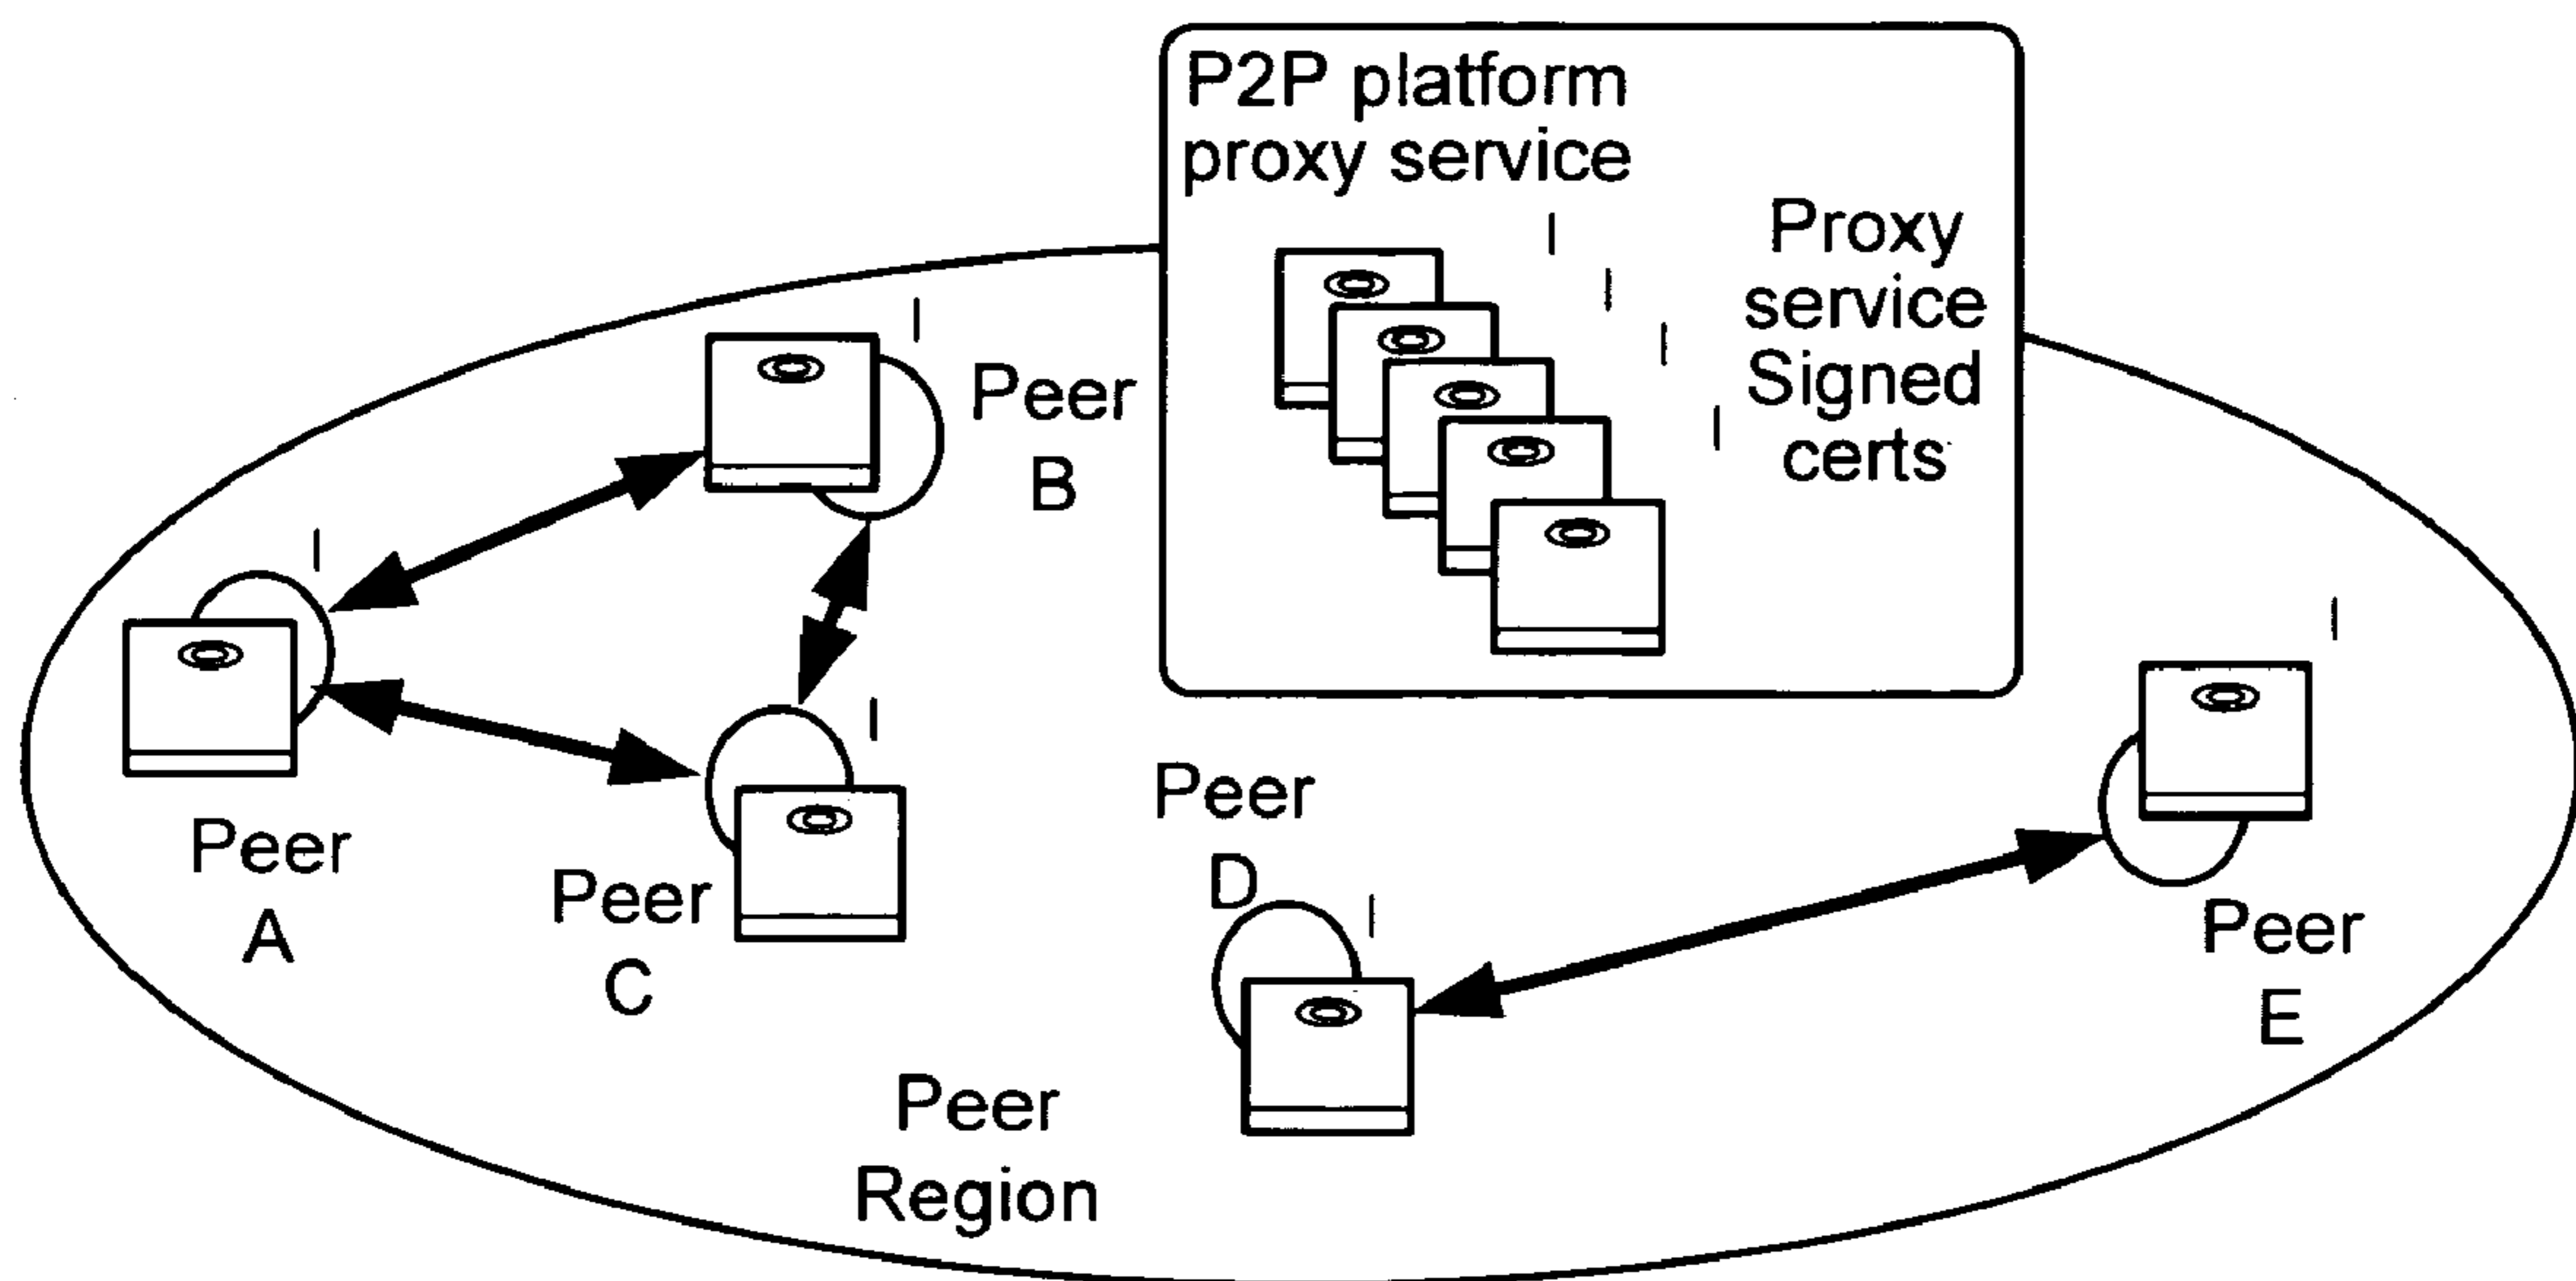 P2P platform
proxy service
Proxy
service
Signed
certs
Peer
B
Peer
A
Peer
C
Peer
D
Peer
E
Peer
Region